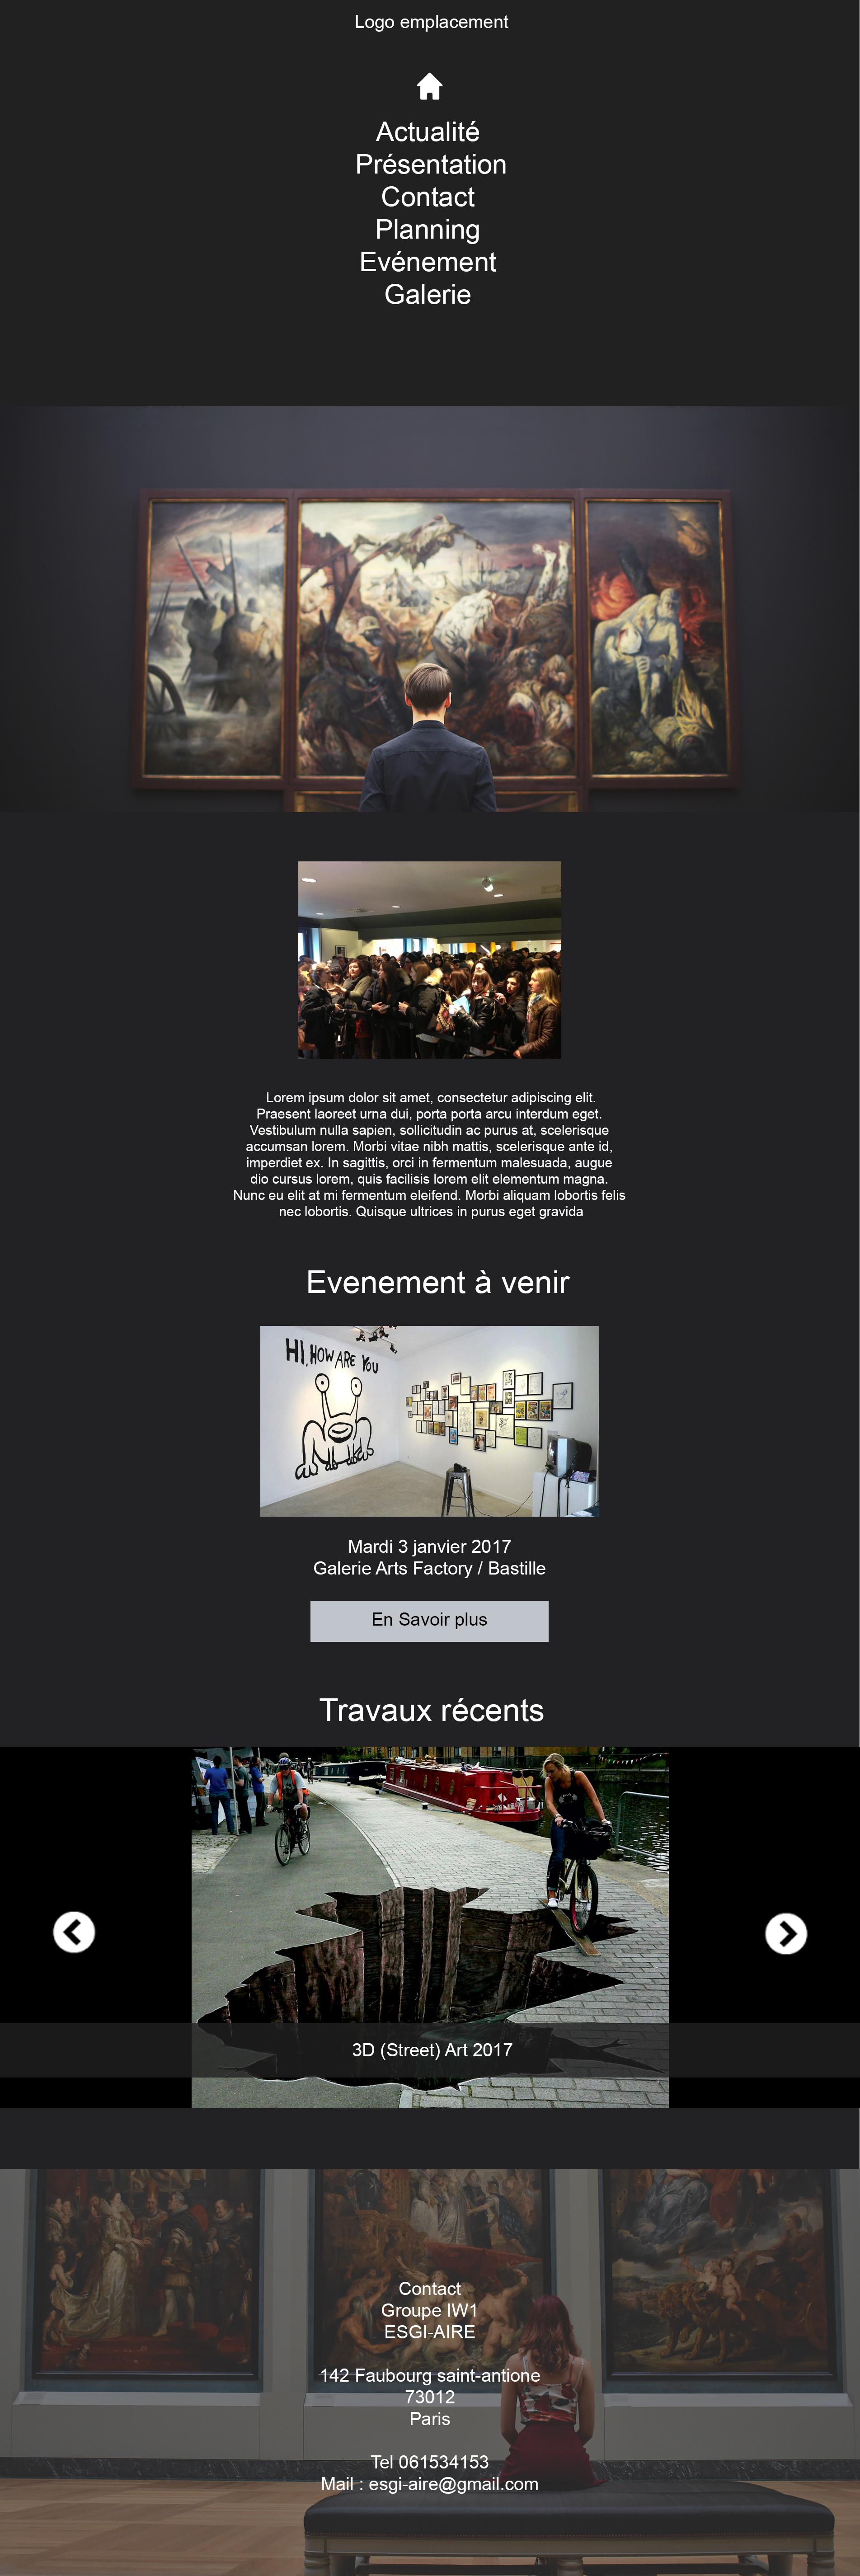 Logo emplacement
Actualité
Présentation
Contact
Planning
Evénement
Galerie
Lorem ipsum dolor sit amet, consectetur adipiscing elit.
Praesent laoreet urna dui, porta porta arcu interdum eget.
Vestibulum nulla sapien, sollicitudin ac purus at, scelerisque
accumsan lorem. Morbi vitae nibh mattis, scelerisque ante id,
imperdiet ex. In sagittis, orci in fermentum malesuada, augue
dio cursus lorem, quis facilisis lorem elit elementum magna.
Nunc eu elit at mi fermentum eleifend. Morbi aliquam lobortis felis
nec lobortis. Quisque ultrices in purus eget gravida
Evenement à venir
HI, HOW ARE YOU
Mardi 3 janvier 2017
Galerie Arts Factory / Bastille
En Savoir plus
Travaux récents
3D (Street) Art 2017
Contact
Groupe IW1
ESGI-AIRE
142 Faubourg saint-antione
73012
Paris
Tel 061534153
Mail : esgi-aire@gmail.com